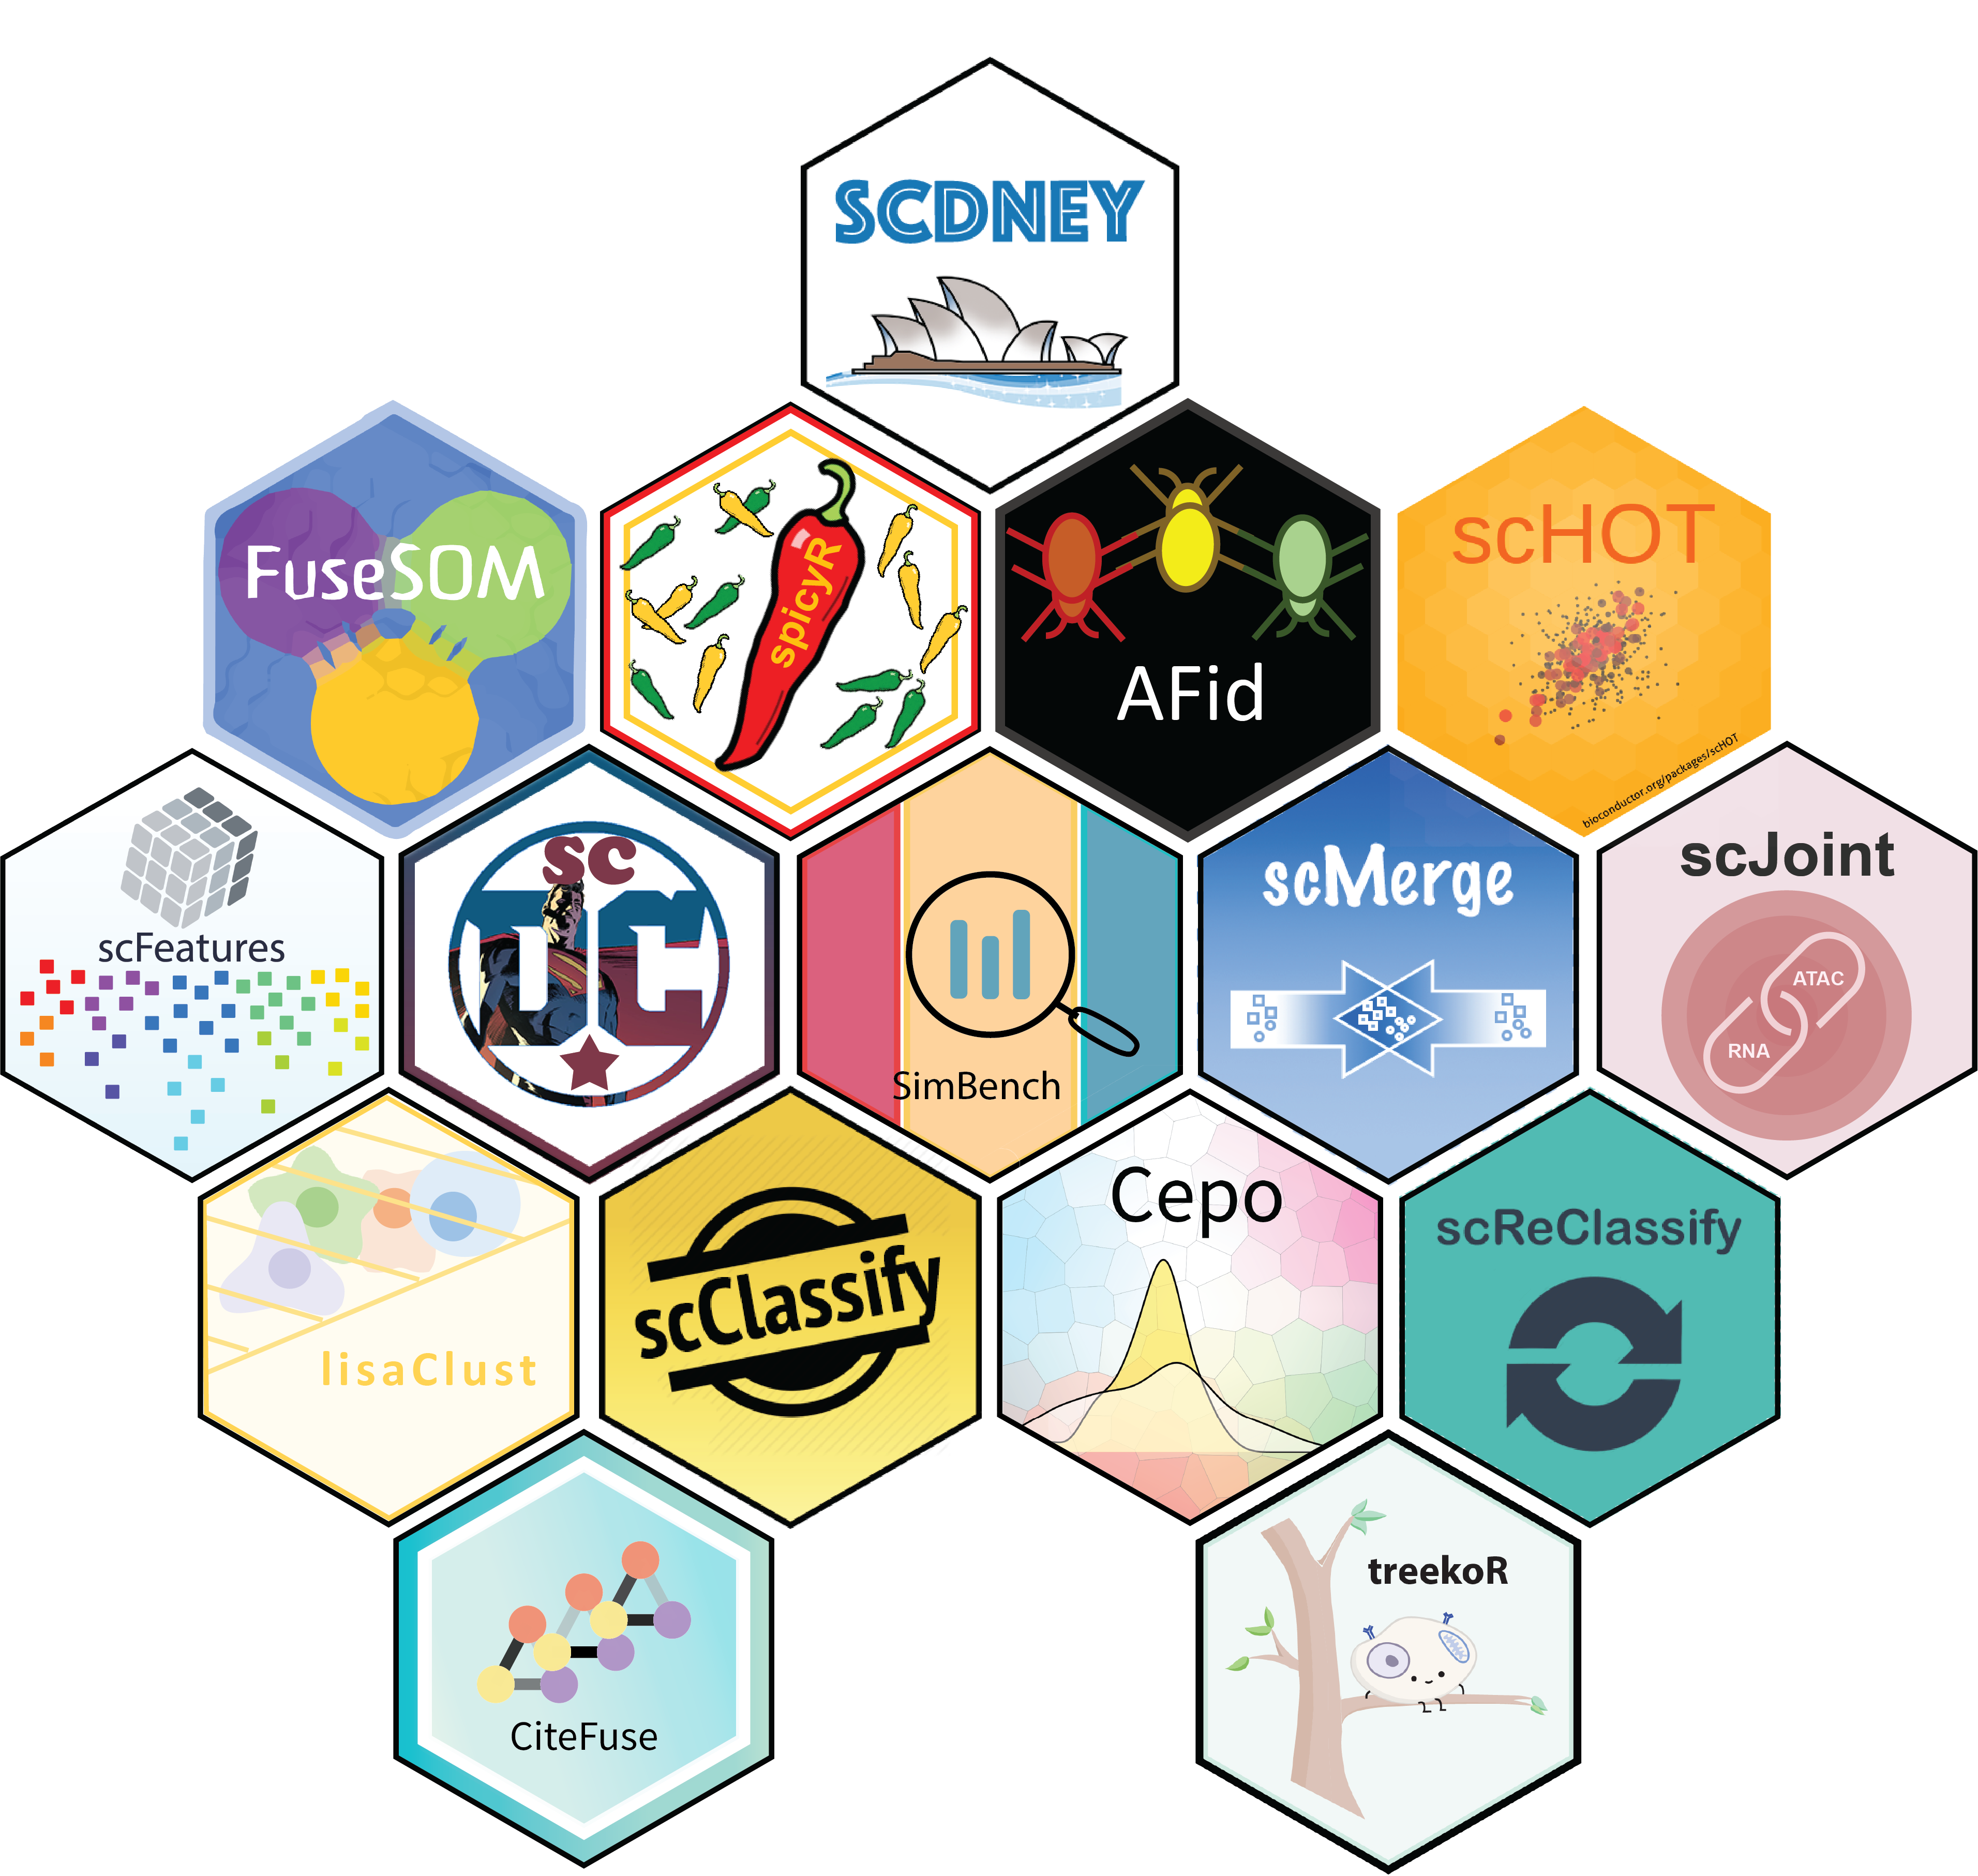 SCDNEY
FuseSOM
spicyR
AFid
scHOT
bioconductor.org/packages/scHOT
scFeatures
sc
DC
SimBench
scMerge
scJoint
ATAC
RNA
lisaClust
scClassify
Cepo
scReClassify
CiteFuse
treekoR